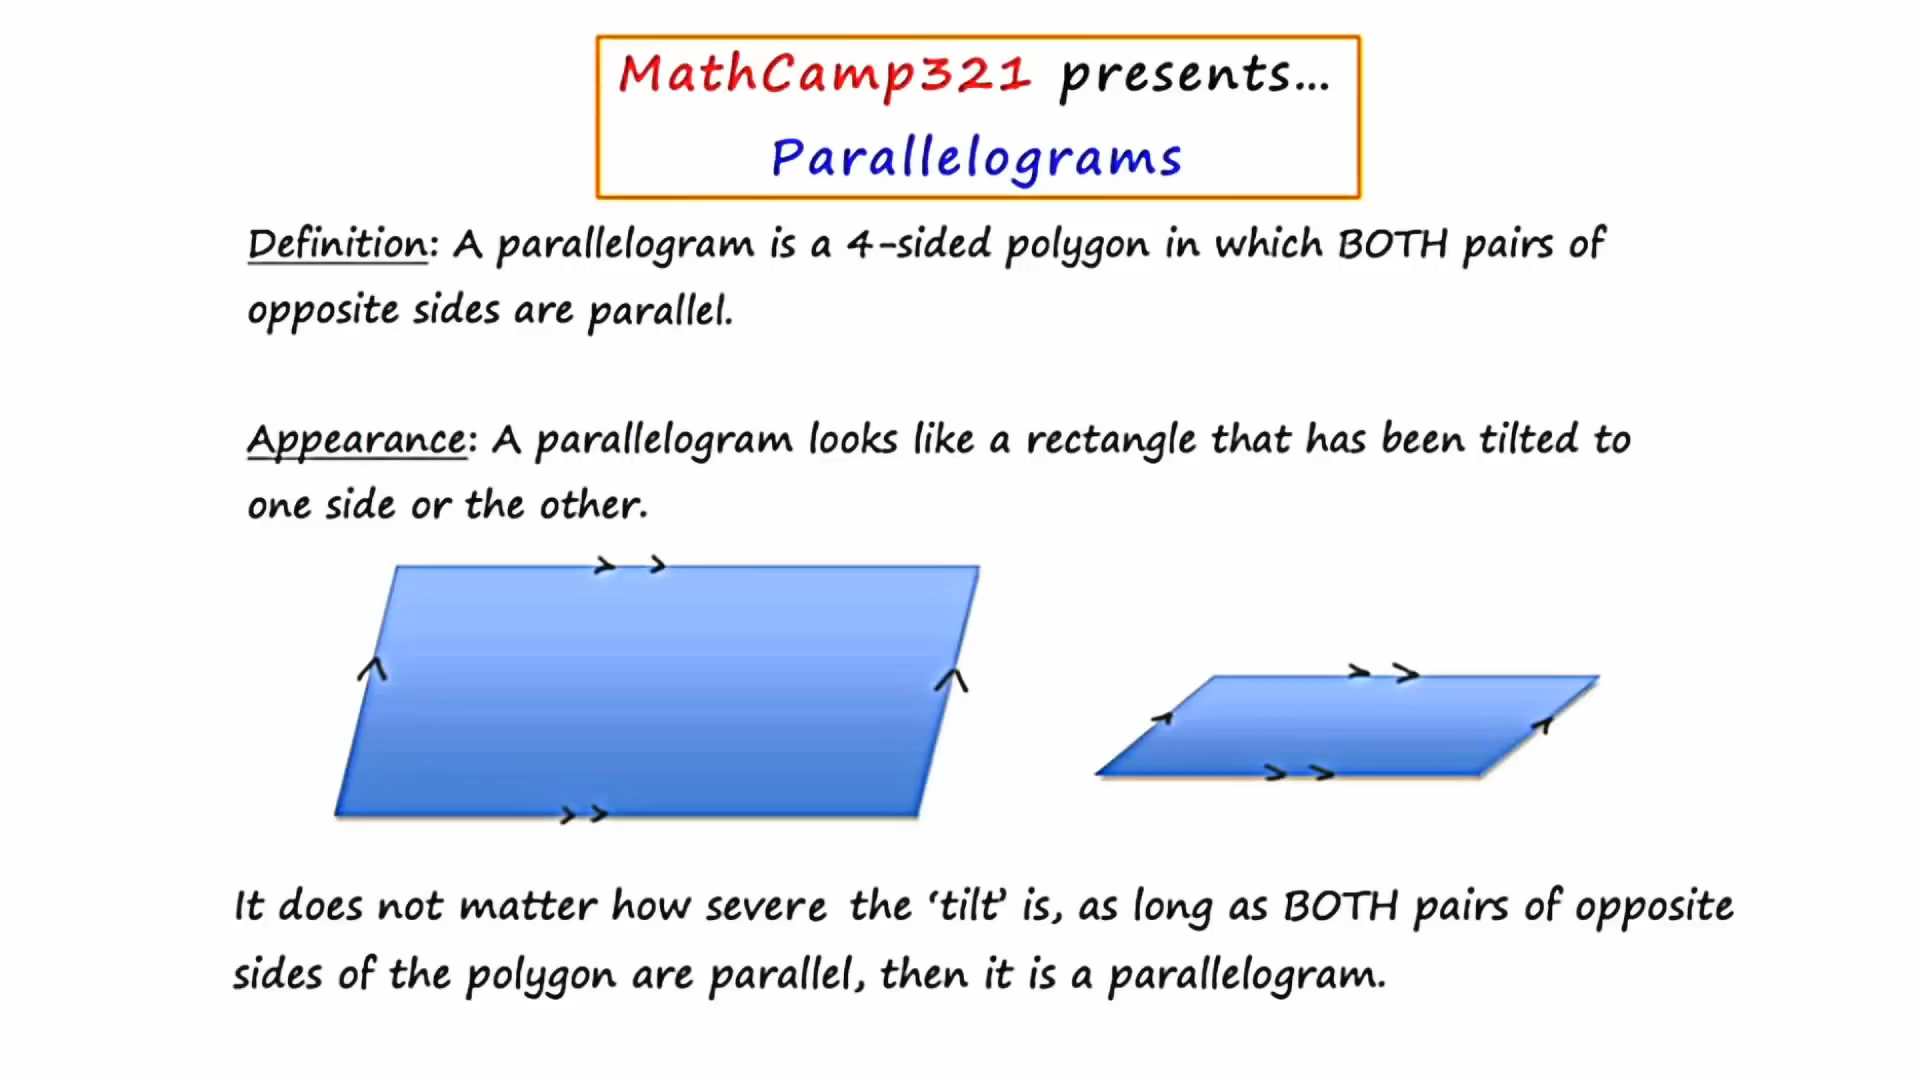 MathCamp321 presents...
Parallelograms
Definition: A parallelogram is a 4-sided polygon in which BOTH pairs of
opposite sides are parallel.
Appearance: A parallelogram looks like a rectangle that has been tilted to
one side or the other.
It does not matter how severe the ‘tilt’ is, as long as BOTH pairs of opposite
sides of the polygon are parallel, then it is a parallelogram.